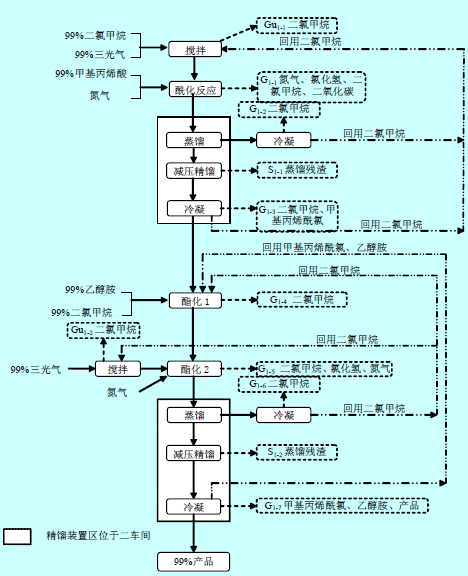 99%二氯甲烷
Gu1-1 二氯甲烷
回用二氯甲烷
99%三光气
搅拌
99%甲基丙烯酸
氮气
酰化反应
G1-1 氮气、氯化氢、二
氯甲烷、二氧化碳
G1-2 二氯甲烷
蒸馏
冷凝
回用二氯甲烷
减压精馏
S1-1 蒸馏残渣
冷凝
G1-3 二氯甲烷、甲
基丙烯酰氯
回用二氯甲烷
回用甲基丙烯酰氯、乙醇胺
回用二氯甲烷
99%乙醇胺
99%二氯甲烷
酯化 1
G1-4 二氯甲烷
Gu1-2 二氯甲烷
回用二氯甲烷
99%三光气
搅拌
氮气
酯化 2
G1-5 二氯甲烷、氯化氢、氮气
G1-6 二氯甲烷
蒸馏
冷凝
回用二氯甲烷
减压精馏
S1-2 蒸馏残渣
冷凝
G1-7 甲基丙烯酰氯、乙醇胺、产品
精馏装置区位于二车间
99%产品